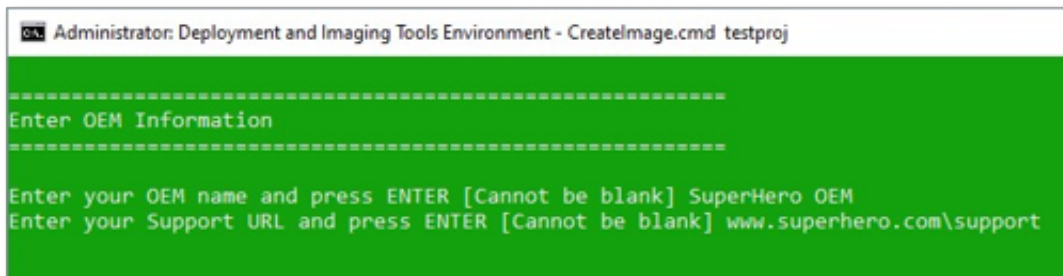 Administrator: Deployment and Imaging Tools Environment - CreateImage.cmd testproj
=========================================================
Enter OEM Information
=========================================================
Enter your OEM name and press ENTER [Cannot be blank] SuperHero OEM
Enter your Support URL and press ENTER [Cannot be blank] www.superhero.com\support